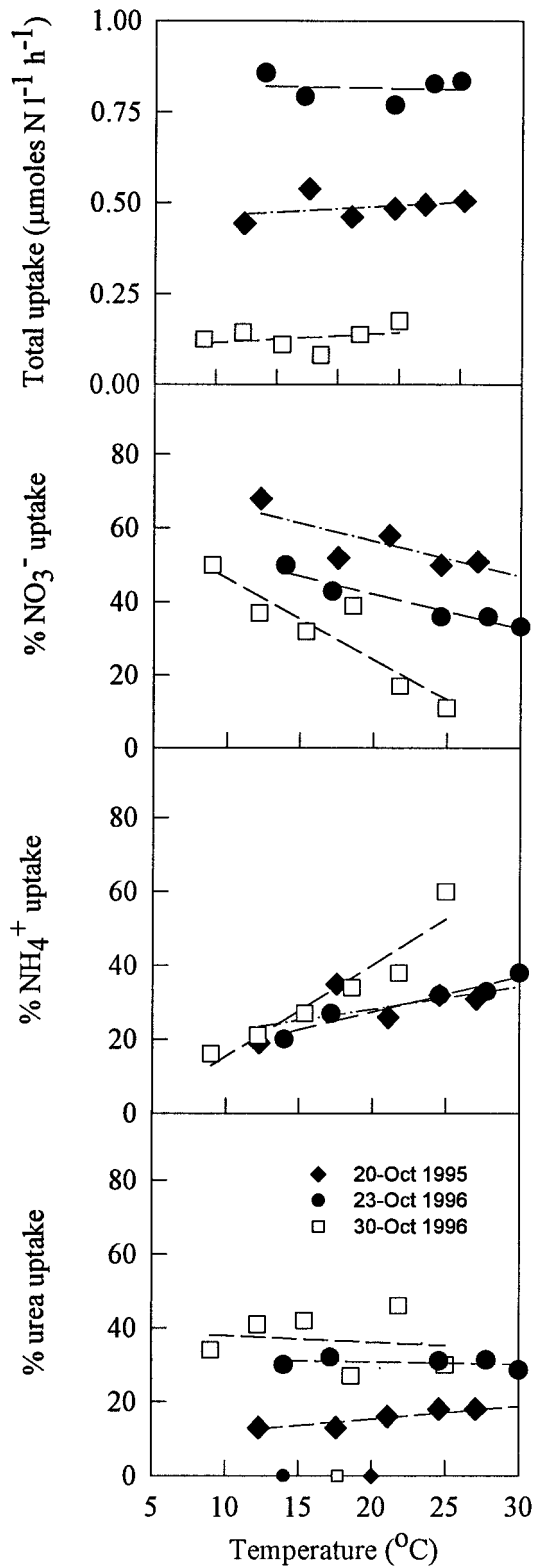 1.00
0.75
0.50
0.25
0.00
Total uptake (μmoles N l⁻¹ h⁻¹)
80
60
40
20
0
% NO₃⁻ uptake
80
60
40
20
0
% NH₄⁺ uptake
80
60
40
20
0
% urea uptake
20-Oct 1995
23-Oct 1996
30-Oct 1996
5 10 15 20 25 30
Temperature (°C)